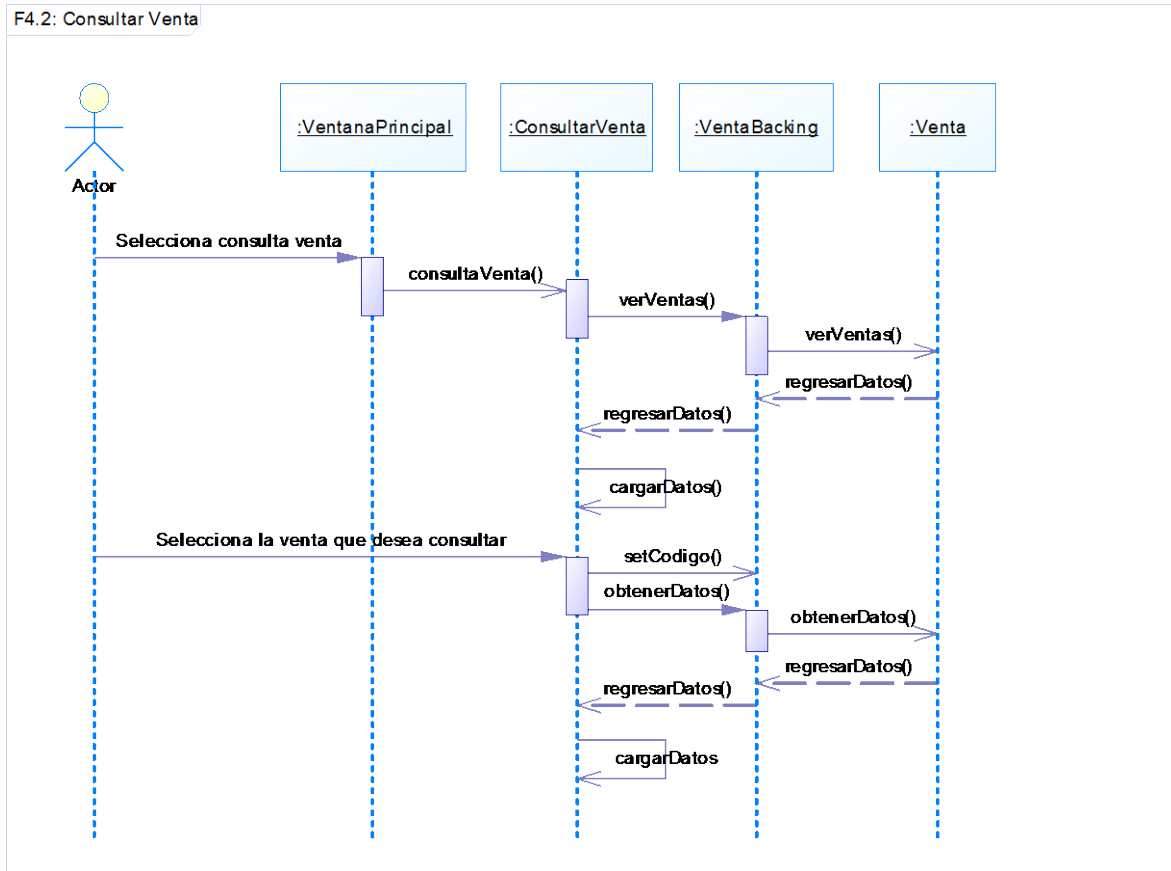 F4.2: Consultar Venta
:VentanaPrincipal
:ConsultarVenta
:VentaBacking
:Venta
Actor
Selecciona consulta venta
consultaVenta()
verVentas()
verVentas()
regresarDatos()
regresarDatos()
cargarDatos()
Selecciona la venta que desea consultar
setCodigo()
obtenerDatos()
obtenerDatos()
regresarDatos()
regresarDatos()
cargarDatos